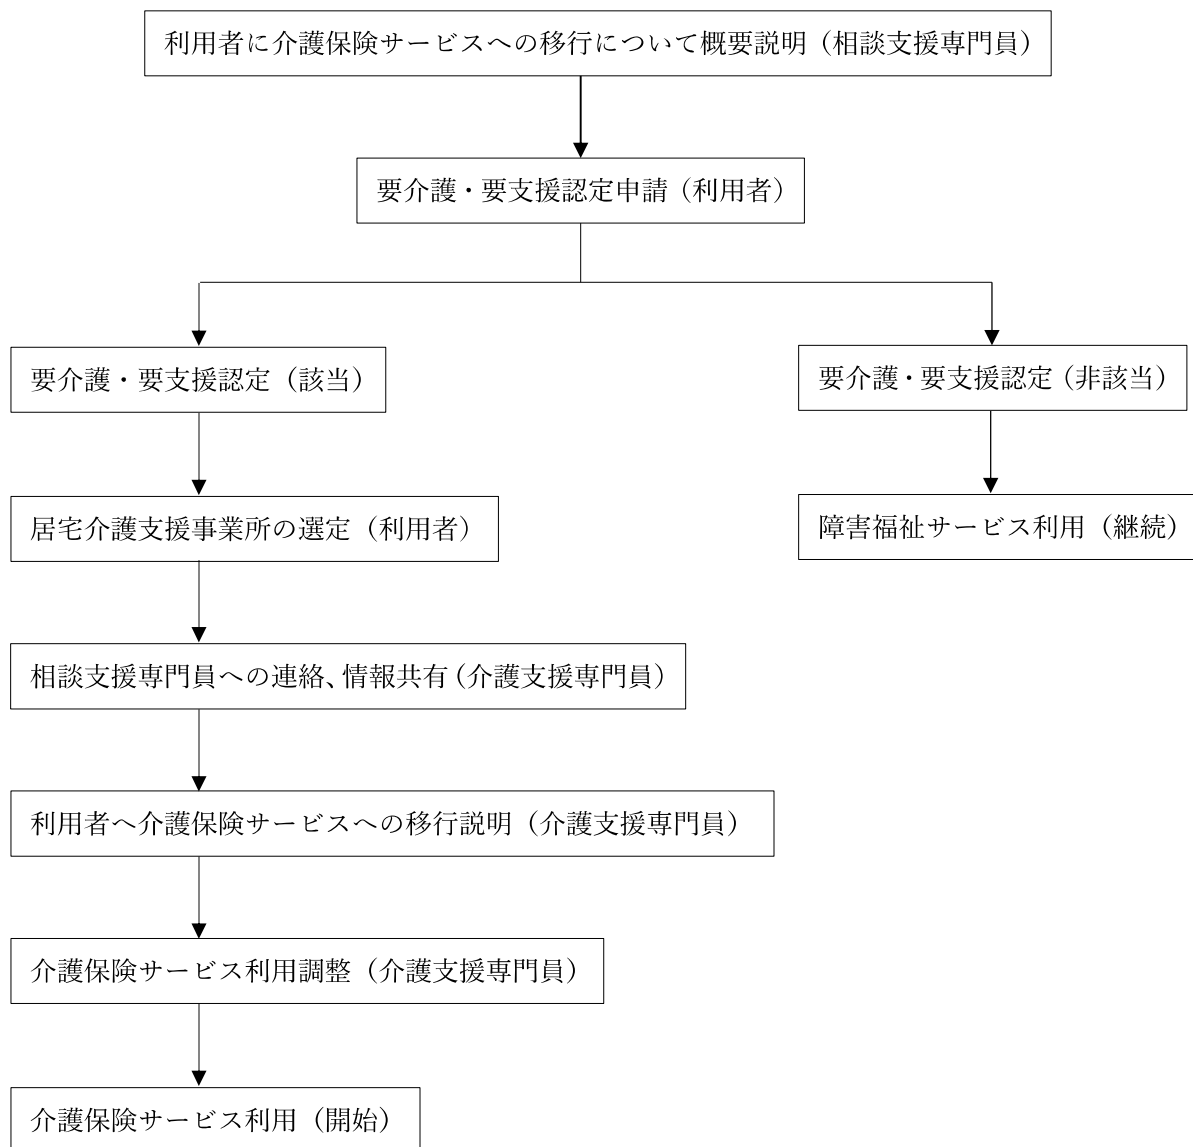 利用者に介護保険サービスへの移行について概要説明（相談支援専門員）
要介護・要支援認定申請（利用者）
要介護・要支援認定（該当）
要介護・要支援認定（非該当）
居宅介護支援事業所の選定（利用者）
障害福祉サービス利用（継続）
相談支援専門員への連絡、情報共有（介護支援専門員）
利用者へ介護保険サービスへの移行説明（介護支援専門員）
介護保険サービス利用調整（介護支援専門員）
介護保険サービス利用（開始）